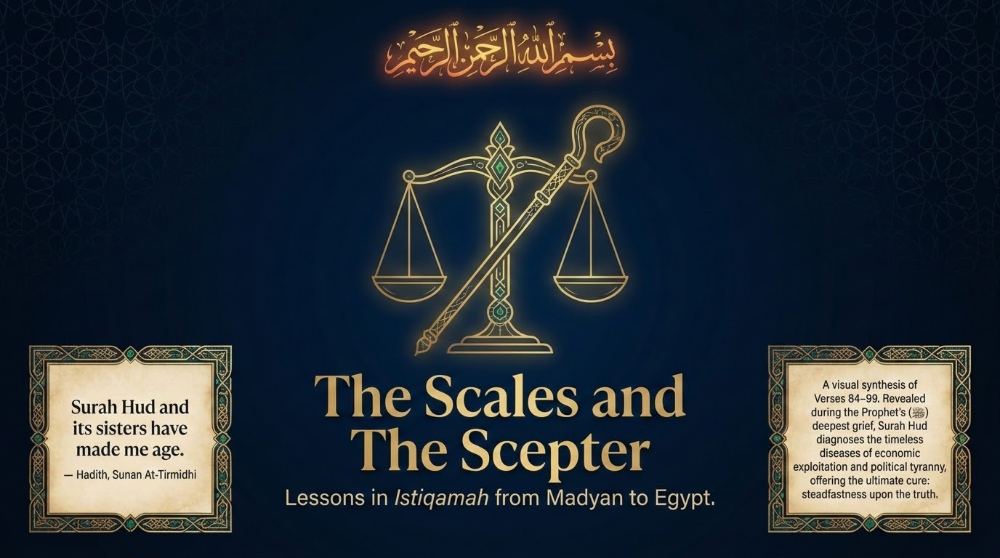 بِسْمِ اللَّهِ الرَّحْمَٰنِ الرَّحِيمِ
The Scales and
The Scepter
Lessons in Istiqamah from Madyan to Egypt.
Surah Hud and
its sisters have
made me age.
— Hadith, Sunan At-Tirmidhi
A visual synthesis of
Verses 84–99. Revealed
during the Prophet's (ﷺ)
deepest grief, Surah Hud
diagnoses the timeless
diseases of economic
exploitation and political tyranny,
offering the ultimate cure:
steadfastness upon the truth.